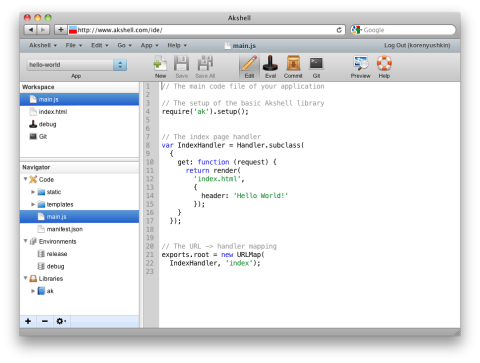 Akshell
http://www.akshell.com/ide/
Google
Akshell File Edit Go App Help
main.js
Log Out (korenyushkin)
hello-world
App
New Save Save All Edit Eval Commit Git Preview Help
Workspace
main.js
index.html
debug
Git
Navigator
Code
static
templates
main.js
manifest.json
Environments
release
debug
Libraries
ak
1 // The main code file of your application
2
3 // The setup of the basic Akshell library
4 require('ak').setup();
5
6
7 // The index page handler
8 var IndexHandler = Handler.subclass(
9 {
10 get: function (request) {
11 return render(
12 'index.html',
13 {
14 header: 'Hello World!'
15 });
16 }
17 });
18
19
20 // The URL -> handler mapping
21 exports.root = new URLMap(
22 IndexHandler, 'index');
23